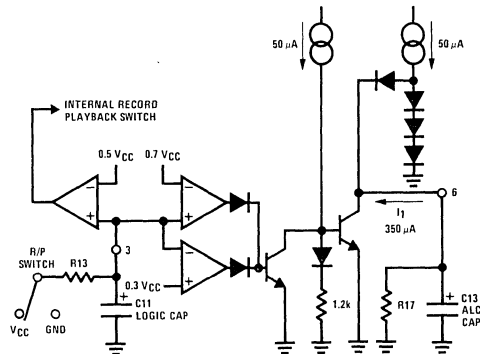 50 μA
50 μA
INTERNAL RECORD
PLAYBACK SWITCH
0.5 VCC
0.7 VCC
−
+
−
+
+
−
6
I1
350 μA
R/P
SWITCH
R13
3
0.3 VCC
+
C11
LOGIC CAP
VCC
GND
1.2k
R17
+
C13
ALC
CAP